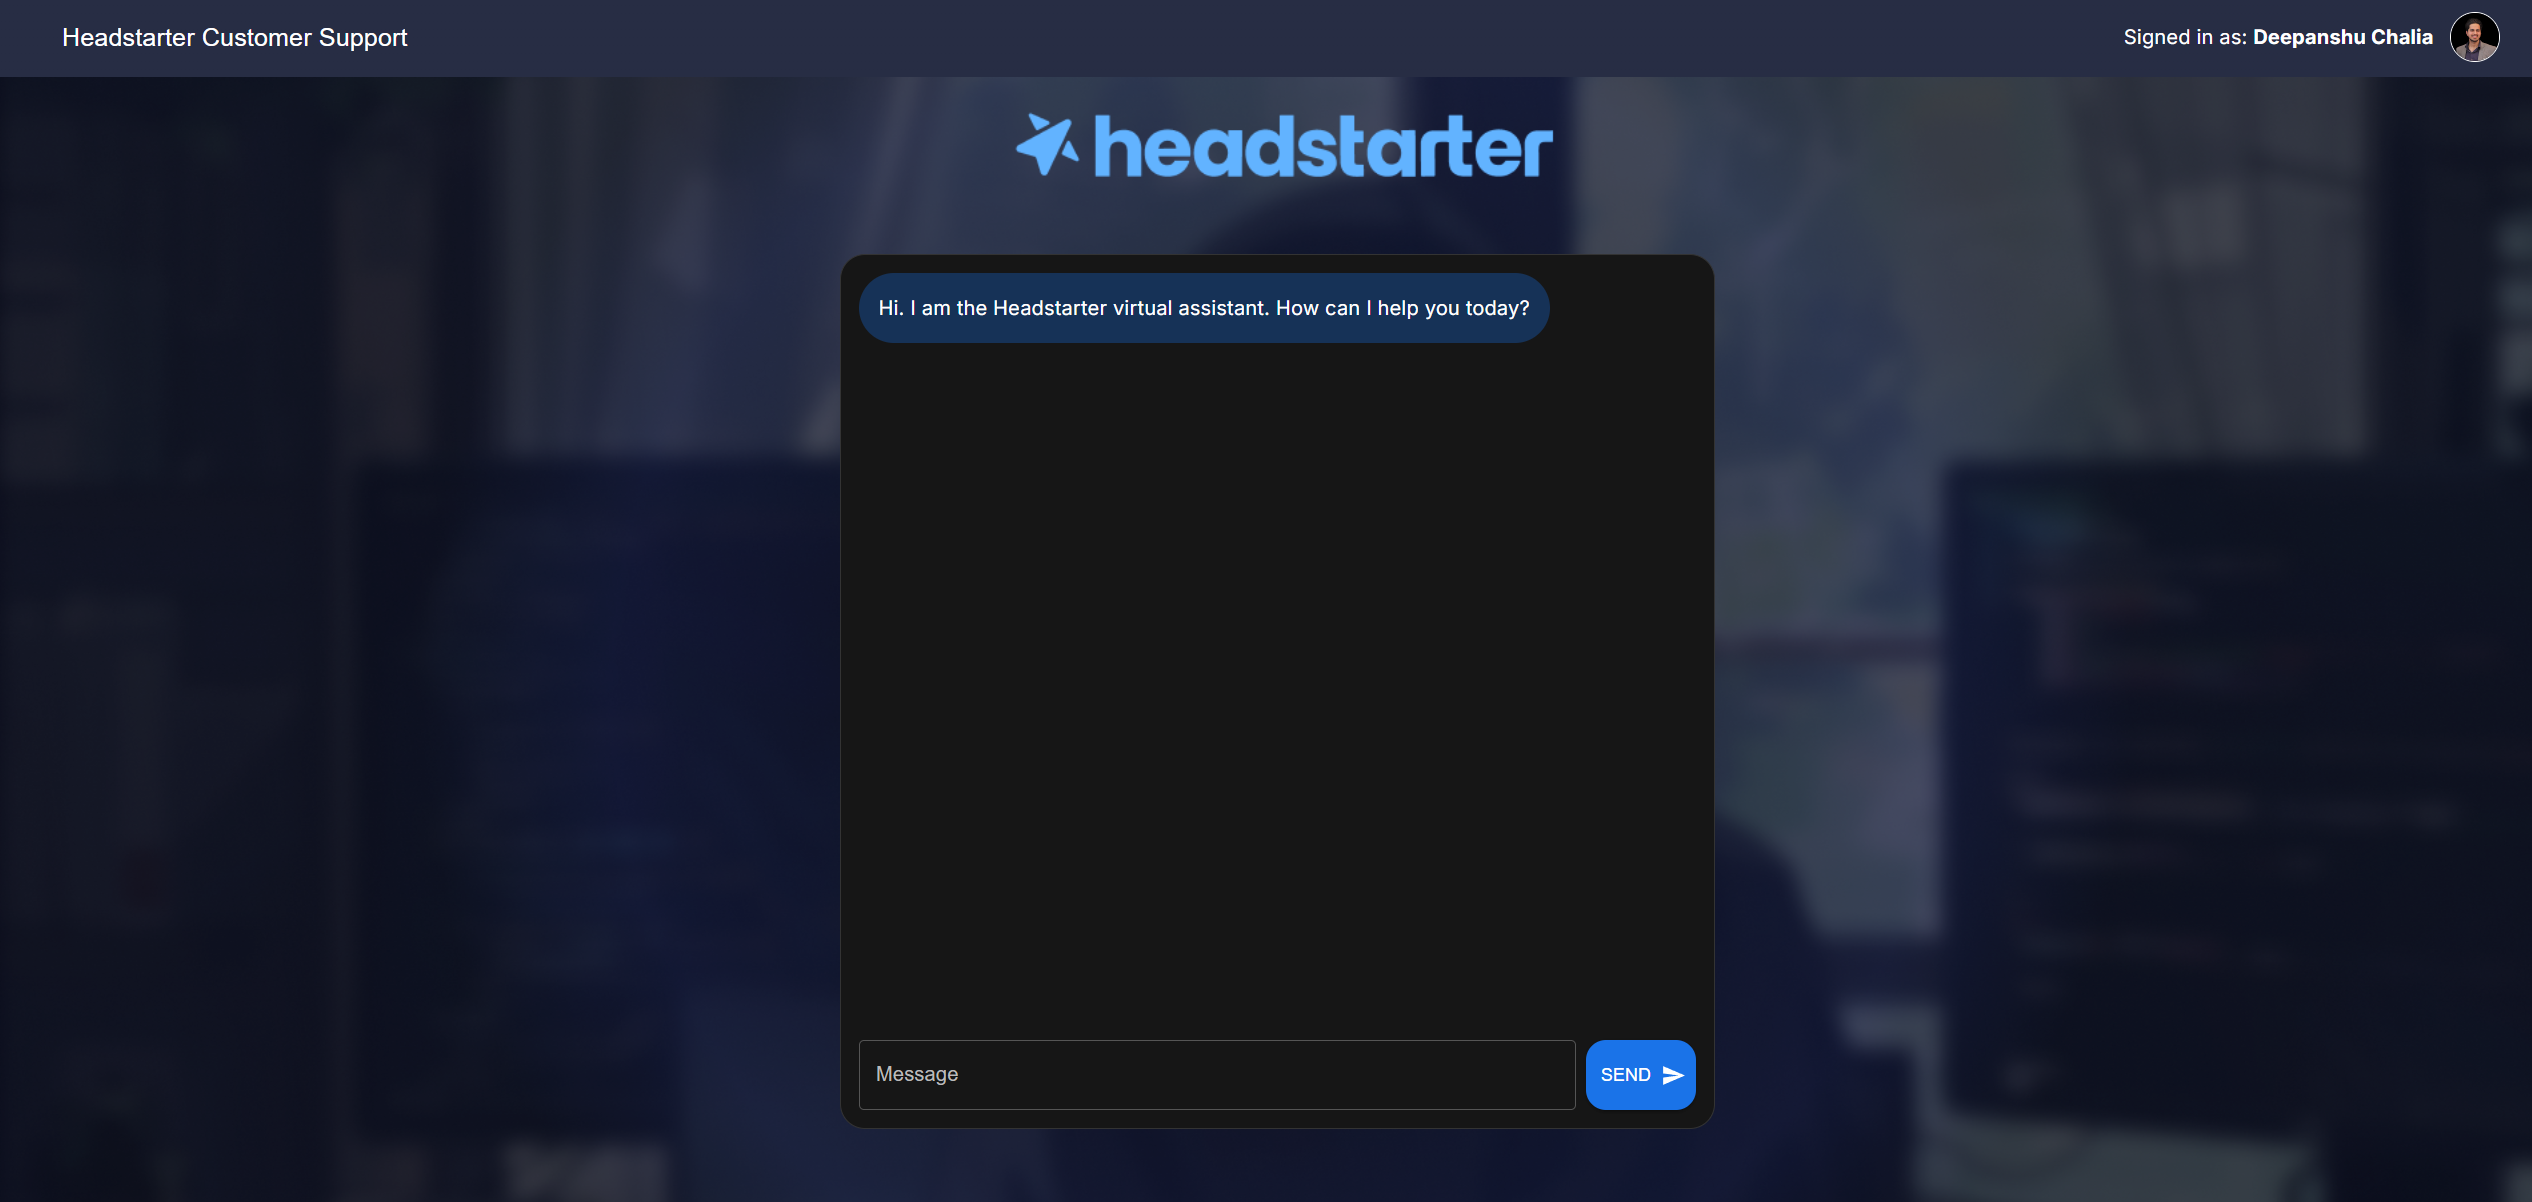 Headstarter Customer Support
Signed in as: Deepanshu Chalia
headstarter
Hi. I am the Headstarter virtual assistant. How can I help you today?
Message
SEND